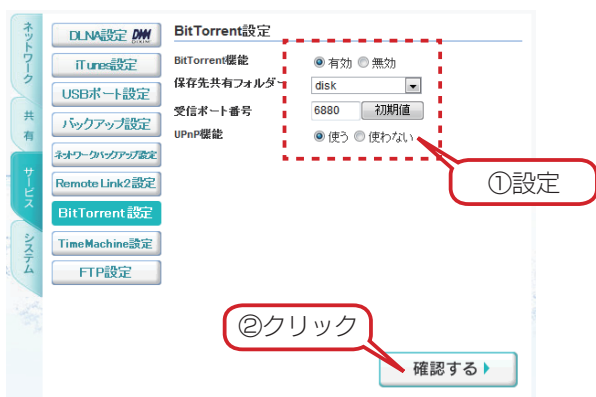 ネットワーク
共有
サービス
システム
DLNA設定
iTunes設定
USBポート設定
バックアップ設定
ネットワークバックアップ設定
Remote Link2設定
BitTorrent設定
TimeMachine設定
FTP設定
BitTorrent設定
BitTorrent機能
有効 無効
保存先共有フォルダー
disk
受信ポート番号
6880 初期値
UPnP機能
使う 使わない
①設定
②クリック
確認する